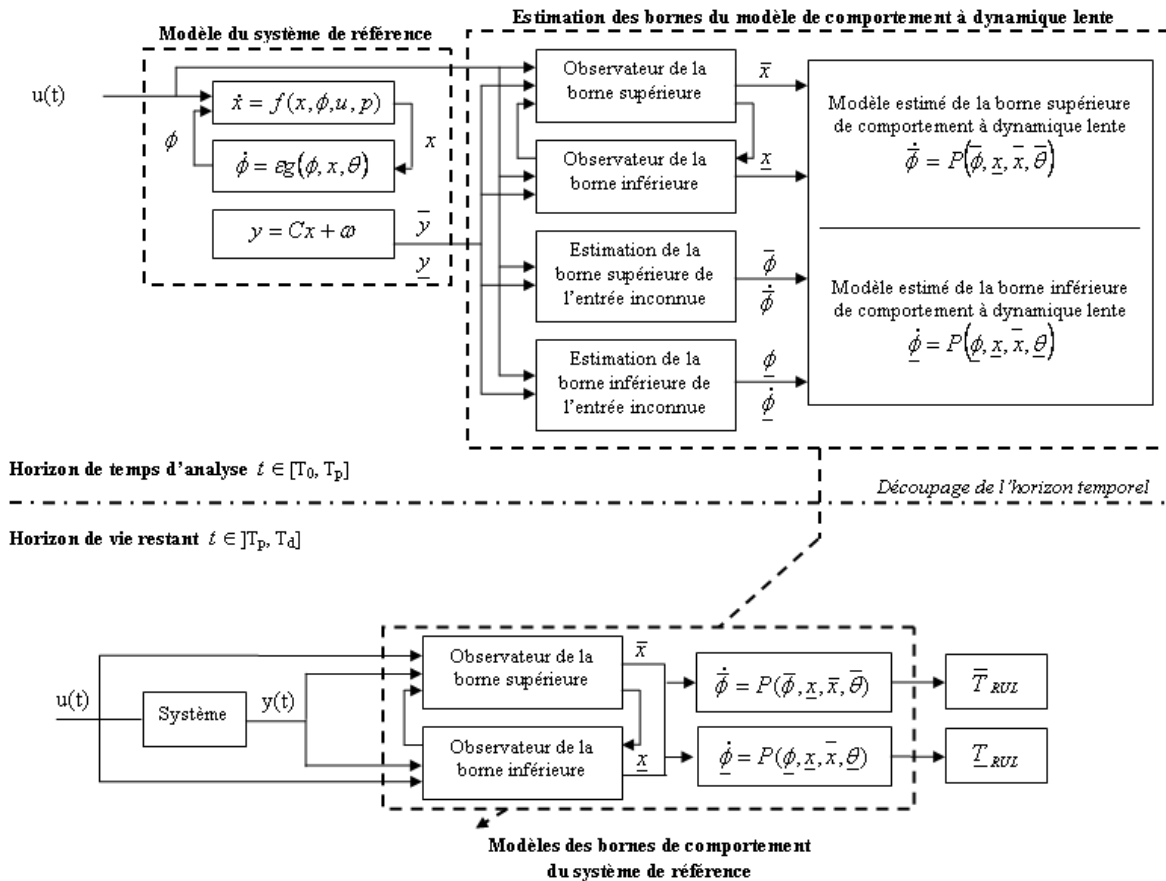 Estimation des bornes du modèle de comportement à dynamique lente
Modèle du système de référence
u(t)
ẋ = f(x, ϕ, u, p)
ϕ
x
ϕ̇ = εg(ϕ, x, θ)
y = Cx + ω
y̅
y̲
Observateur de la
borne supérieure
x̅
Observateur de la
borne inférieure
x̲
Estimation de la
borne supérieure de
l'entrée inconnue
ϕ̅
ϕ̅̇
Estimation de la
borne inférieure de
l'entrée inconnue
ϕ̲
ϕ̲̇
Modèle estimé de la borne supérieure
de comportement à dynamique lente
ϕ̅̇ = P(ϕ̅, x̲, x̅, θ̅)
Modèle estimé de la borne inférieure
de comportement à dynamique lente
ϕ̲̇ = P(ϕ̲, x̲, x̅, θ̲)
Horizon de temps d'analyse t ∈ [T₀, Tₚ]
Découpage de l'horizon temporel
Horizon de vie restant t ∈ ]Tₚ, T_d]
u(t)
Système
y(t)
Observateur de la
borne supérieure
x̅
Observateur de la
borne inférieure
x̲
ϕ̅̇ = P(ϕ̅, x̲, x̅, θ̅)
T̅ RUL
ϕ̲̇ = P(ϕ̲, x̲, x̅, θ̲)
T̲ RUL
Modèles des bornes de comportement
du système de référence